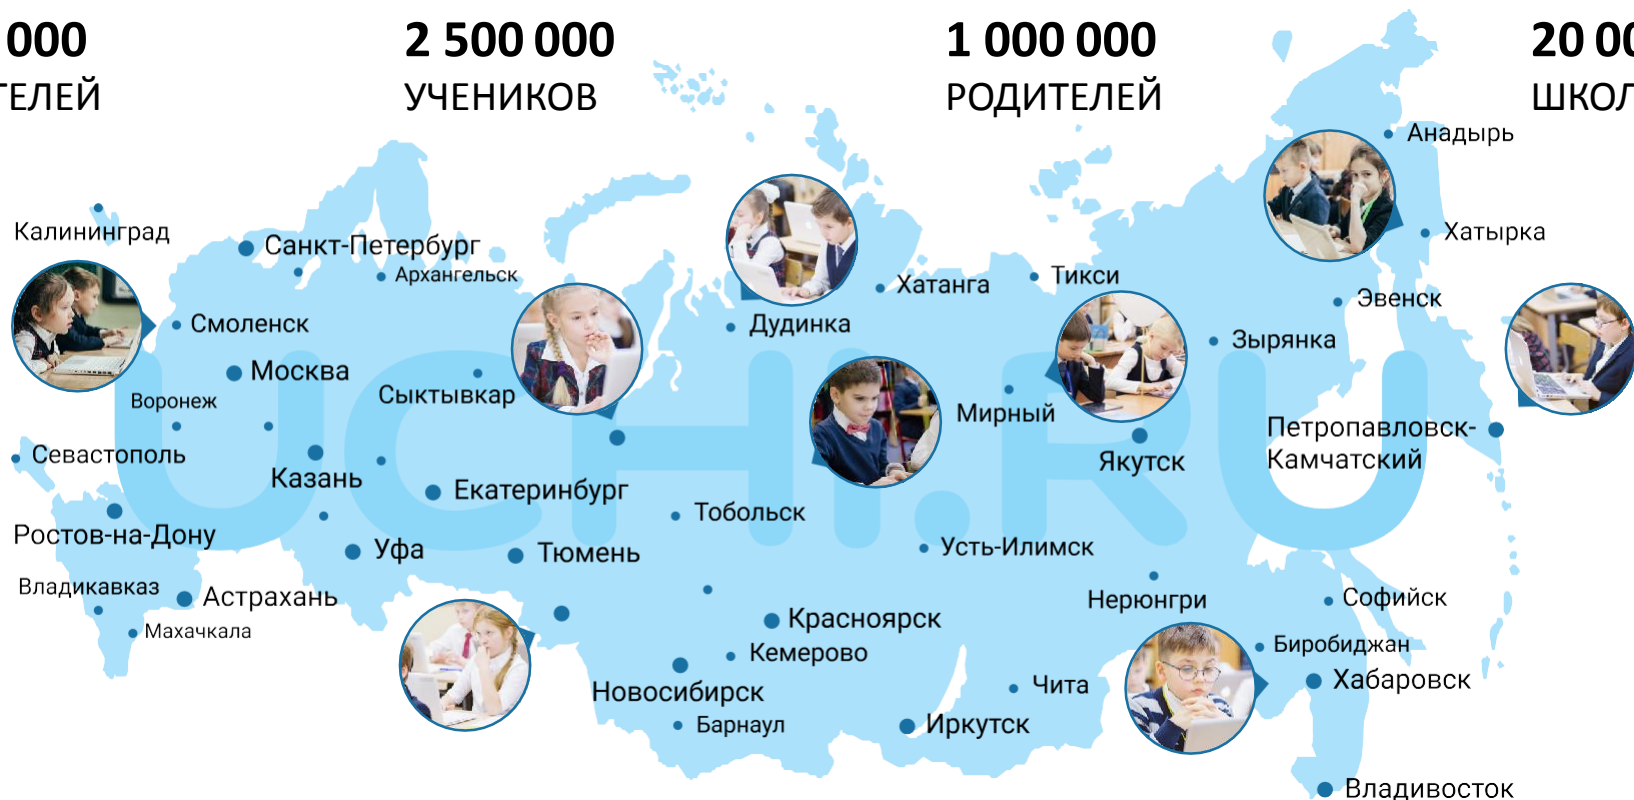 000
2 500 000
1 000 000
20 00
ТЕЛЕЙ
УЧЕНИКОВ
РОДИТЕЛЕЙ
ШКОЛ
Анадырь
Калининград
Хатырка
Санкт-Петербург
Архангельск
Хатанга
Тикси
Эвенск
Смоленск
Дудинка
Зырянка
UCHI.RU
Москва
Сыктывкар
Воронеж
Мирный
Петропавловск-
Камчатский
Севастополь
Якутск
Казань
Екатеринбург
Тобольск
Ростов-на-Дону
Уфа
Тюмень
Усть-Илимск
Владикавказ
Астрахань
Нерюнгри
Софийск
Махачкала
Красноярск
Кемерово
Биробиджан
Новосибирск
Чита
Хабаровск
Барнаул
Иркутск
Владивосток